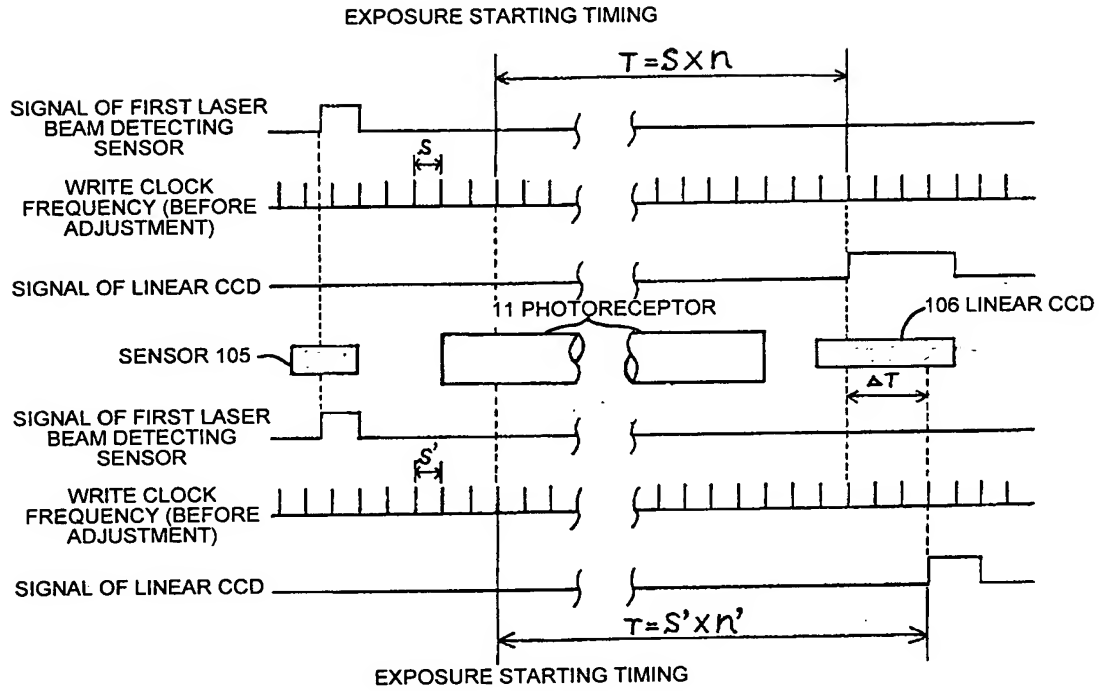 EXPOSURE STARTING TIMING
T=S×n
SIGNAL OF FIRST LASER
BEAM DETECTING
SENSOR
S
WRITE CLOCK
FREQUENCY (BEFORE
ADJUSTMENT)
SIGNAL OF LINEAR CCD
11 PHOTORECEPTOR
106 LINEAR CCD
SENSOR 105
ΔT
SIGNAL OF FIRST LASER
BEAM DETECTING
SENSOR
S'
WRITE CLOCK
FREQUENCY (BEFORE
ADJUSTMENT)
SIGNAL OF LINEAR CCD
T=S'×n'
EXPOSURE STARTING TIMING